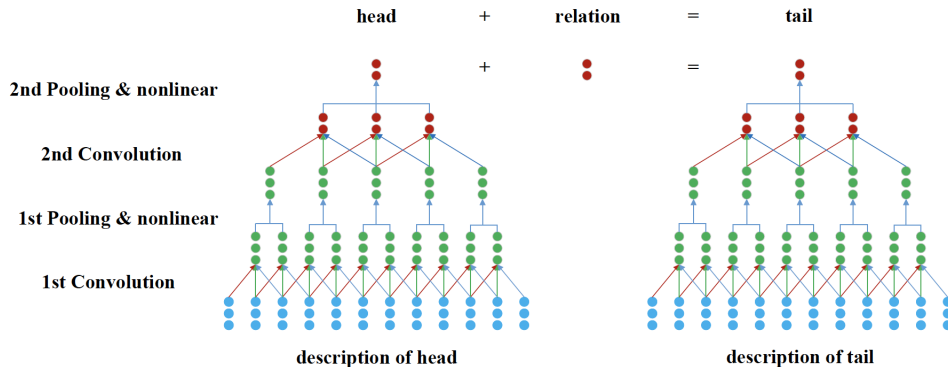 head + relation = tail
+ =
2nd Pooling & nonlinear
2nd Convolution
1st Pooling & nonlinear
1st Convolution
description of head description of tail